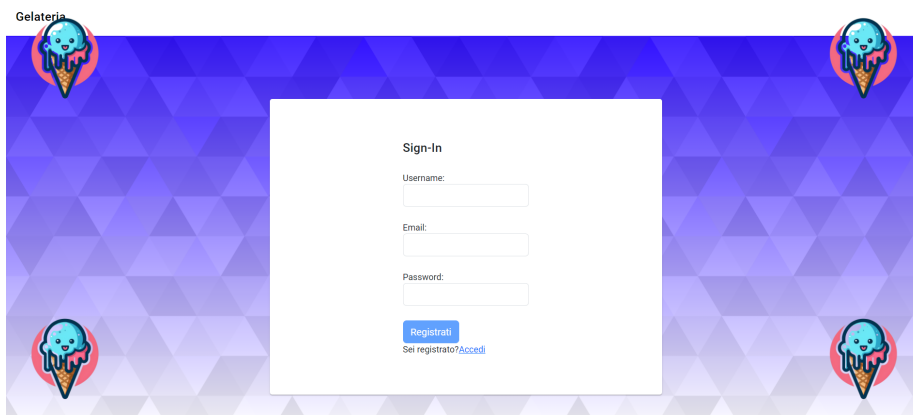 Gelateria
Sign-In
Username:
Email:
Password:
Registrati
Sei registrato?Accedi